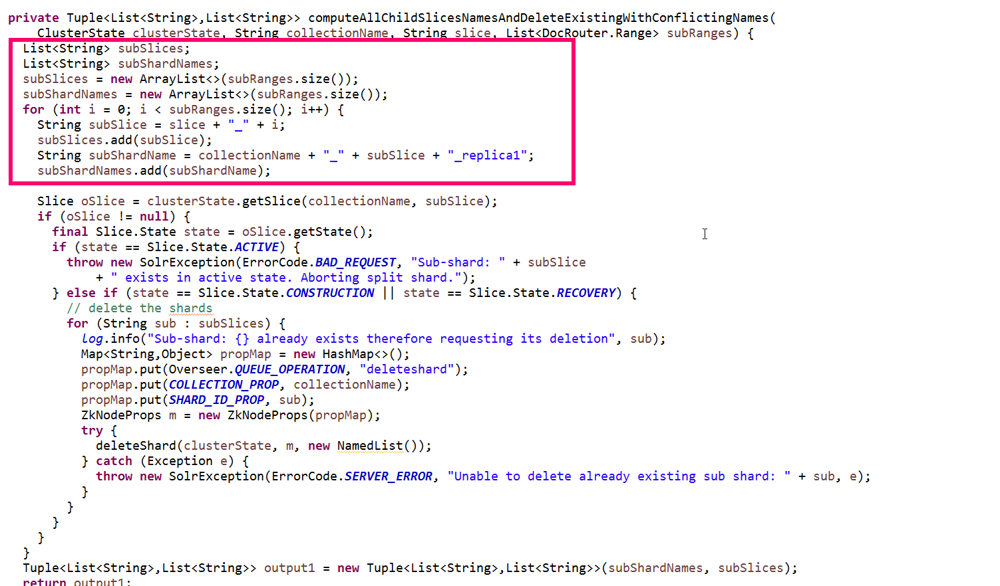 private Tuple<List<String>,List<String>> computeAllChildSlicesNamesAndDeleteExistingWithConflictingNames(
    ClusterState clusterState, String collectionName, String slice, List<DocRouter.Range> subRanges) {
  List<String> subSlices;
  List<String> subShardNames;
  subSlices = new ArrayList<>(subRanges.size());
  subShardNames = new ArrayList<>(subRanges.size());
  for (int i = 0; i < subRanges.size(); i++) {
    String subSlice = slice + "_" + i;
    subSlices.add(subSlice);
    String subShardName = collectionName + "_" + subSlice + "_replica1";
    subShardNames.add(subShardName);
    Slice oSlice = clusterState.getSlice(collectionName, subSlice);
    if (oSlice != null) {
      final Slice.State state = oSlice.getState();
      if (state == Slice.State.ACTIVE) {
        throw new SolrException(ErrorCode.BAD_REQUEST, "Sub-shard: " + subSlice
            + " exists in active state. Aborting split shard.");
      } else if (state == Slice.State.CONSTRUCTION || state == Slice.State.RECOVERY) {
        // delete the shards
        for (String sub : subSlices) {
          log.info("Sub-shard: {} already exists therefore requesting its deletion", sub);
          Map<String,Object> propMap = new HashMap<>();
          propMap.put(Overseer.QUEUE_OPERATION, "deleteshard");
          propMap.put(COLLECTION_PROP, collectionName);
          propMap.put(SHARD_ID_PROP, sub);
          ZkNodeProps m = new ZkNodeProps(propMap);
          try {
            deleteShard(clusterState, m, new NamedList());
          } catch (Exception e) {
            throw new SolrException(ErrorCode.SERVER_ERROR, "Unable to delete already existing sub shard: " + sub, e);
          }
        }
      }
    }
  }
  Tuple<List<String>,List<String>> output1 = new Tuple<List<String>,List<String>>(subShardNames, subSlices);
  return output1;